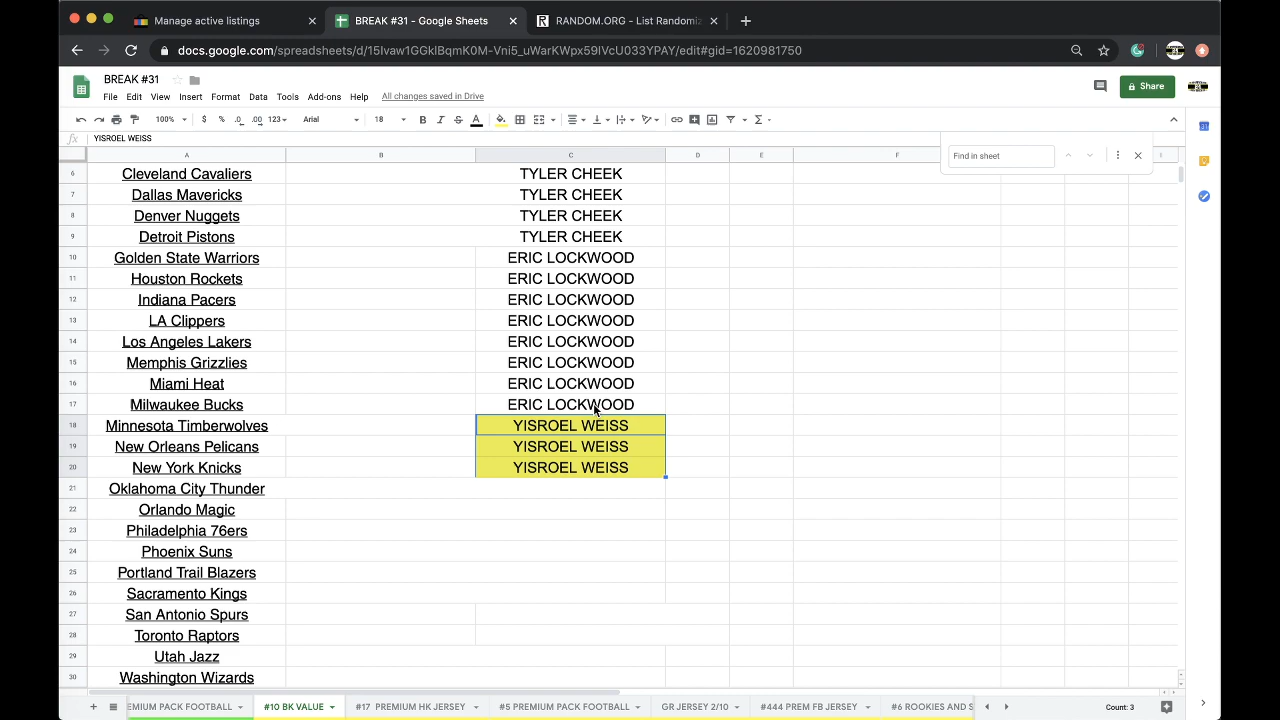 Manage active listings
BREAK #31 - Google Sheets
RANDOM.ORG - List Randomiz
docs.google.com/spreadsheets/d/15Ivaw1GGkIBqmK0M-Vni5_uWarKWpx59IVcU033YPAY/edit#gid=1620981750
BREAK #31
File Edit View Insert Format Data Tools Add-ons Help All changes saved in Drive
Share
100% $ % .0 .00 123 Arial 18 B I S A
fx YISROEL WEISS
Find in sheet
A B C D E F I
6 Cleveland Cavaliers TYLER CHEEK
7 Dallas Mavericks TYLER CHEEK
8 Denver Nuggets TYLER CHEEK
9 Detroit Pistons TYLER CHEEK
10 Golden State Warriors ERIC LOCKWOOD
11 Houston Rockets ERIC LOCKWOOD
12 Indiana Pacers ERIC LOCKWOOD
13 LA Clippers ERIC LOCKWOOD
14 Los Angeles Lakers ERIC LOCKWOOD
15 Memphis Grizzlies ERIC LOCKWOOD
16 Miami Heat ERIC LOCKWOOD
17 Milwaukee Bucks ERIC LOCKWOOD
18 Minnesota Timberwolves YISROEL WEISS
19 New Orleans Pelicans YISROEL WEISS
20 New York Knicks YISROEL WEISS
21 Oklahoma City Thunder
22 Orlando Magic
23 Philadelphia 76ers
24 Phoenix Suns
25 Portland Trail Blazers
26 Sacramento Kings
27 San Antonio Spurs
28 Toronto Raptors
29 Utah Jazz
30 Washington Wizards
EMIUM PACK FOOTBALL #10 BK VALUE #17 PREMIUM HK JERSEY #5 PREMIUM PACK FOOTBALL GR JERSEY 2/10 #444 PREM FB JERSEY #6 ROOKIES AND S Count: 3